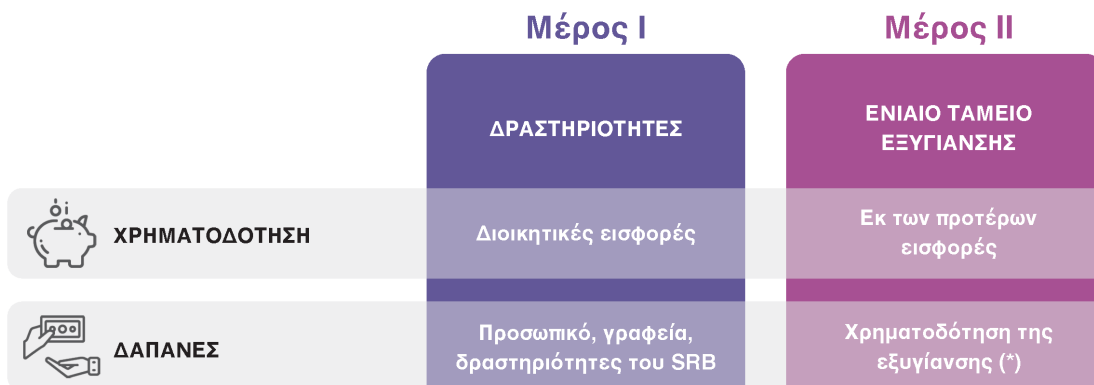 Μέρος I
Μέρος II
ΔΡΑΣΤΗΡΙΟΤΗΤΕΣ
ΕΝΙΑΙΟ ΤΑΜΕΙΟ
ΕΞΥΓΙΑΝΣΗΣ
ΧΡΗΜΑΤΟΔΟΤΗΣΗ
Διοικητικές εισφορές
Εκ των προτέρων
εισφορές
ΔΑΠΑΝΕΣ
Προσωπικό, γραφεία,
δραστηριότητες του SRB
Χρηματοδότηση της
εξυγίανσης (*)